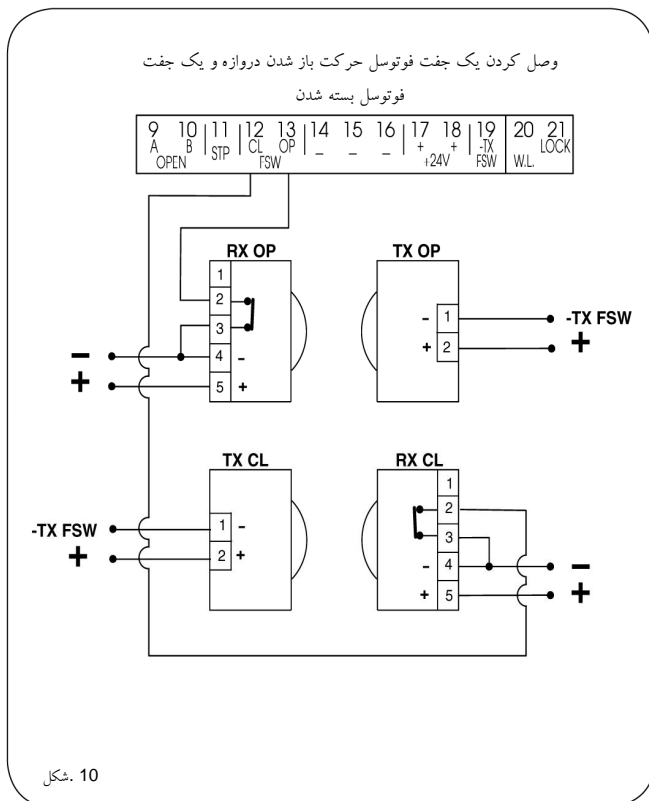 وصل کردن یک جفت فوتوسل حرکت باز شدن دروازه و یک جفت
فوتوسل بسته شدن
9 10 11 12 13 14 15 16 17 18 19 20 21
A B STP CL OP _ _ _ + + -TX LOCK
OPEN FSW +24V FSW W.L.
RX OP TX OP
1
2
3
4 -
5 +
-
+
- 1
+ 2
-TX FSW
+
TX CL RX CL
1 -
2 +
-TX FSW
+
1
2
3
- 4
+ 5
-
+
10 .شکل